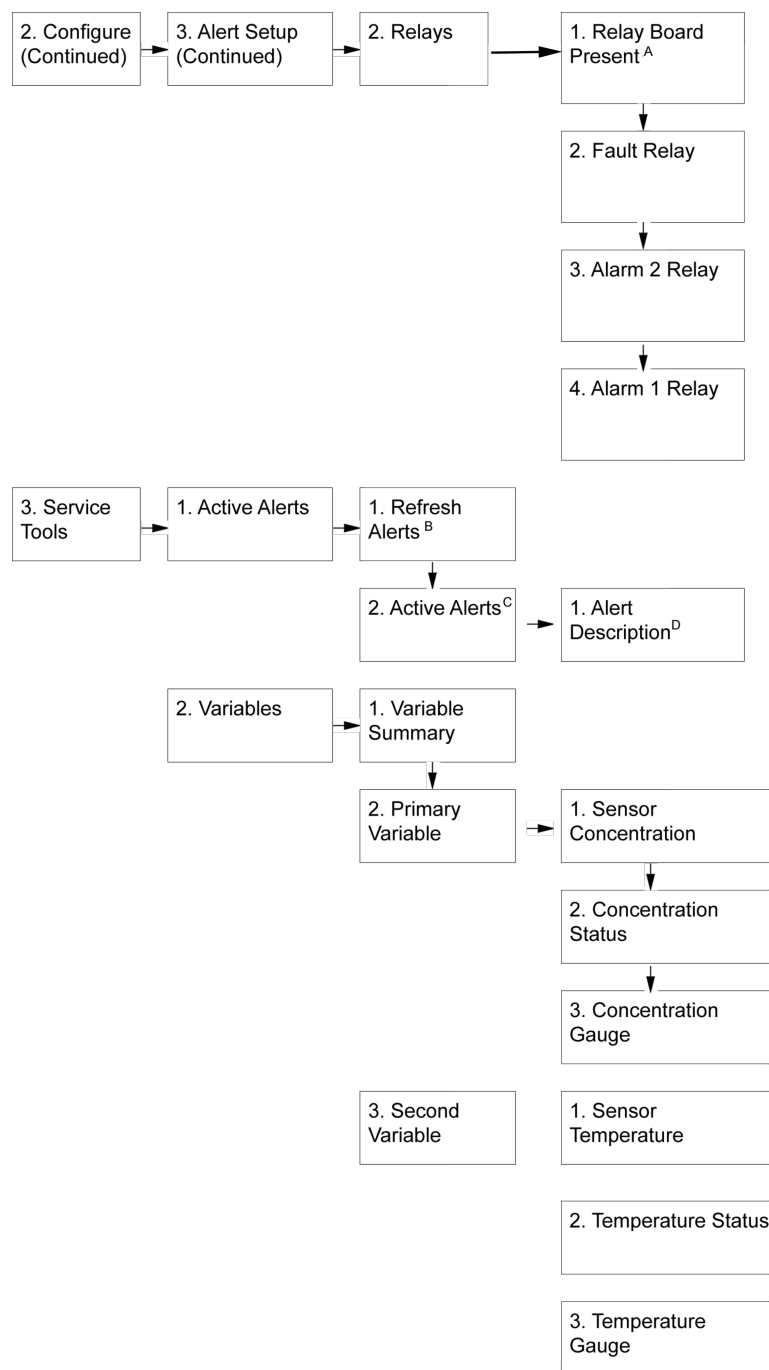 2. Configure
(Continued)
3. Alert Setup
(Continued)
2. Relays
1. Relay Board
Present A
2. Fault Relay
3. Alarm 2 Relay
4. Alarm 1 Relay
3. Service
Tools
1. Active Alerts
1. Refresh
Alerts B
2. Active Alerts C
1. Alert
Description D
2. Variables
1. Variable
Summary
2. Primary
Variable
1. Sensor
Concentration
2. Concentration
Status
3. Concentration
Gauge
3. Second
Variable
1. Sensor
Temperature
2. Temperature Status
3. Temperature
Gauge